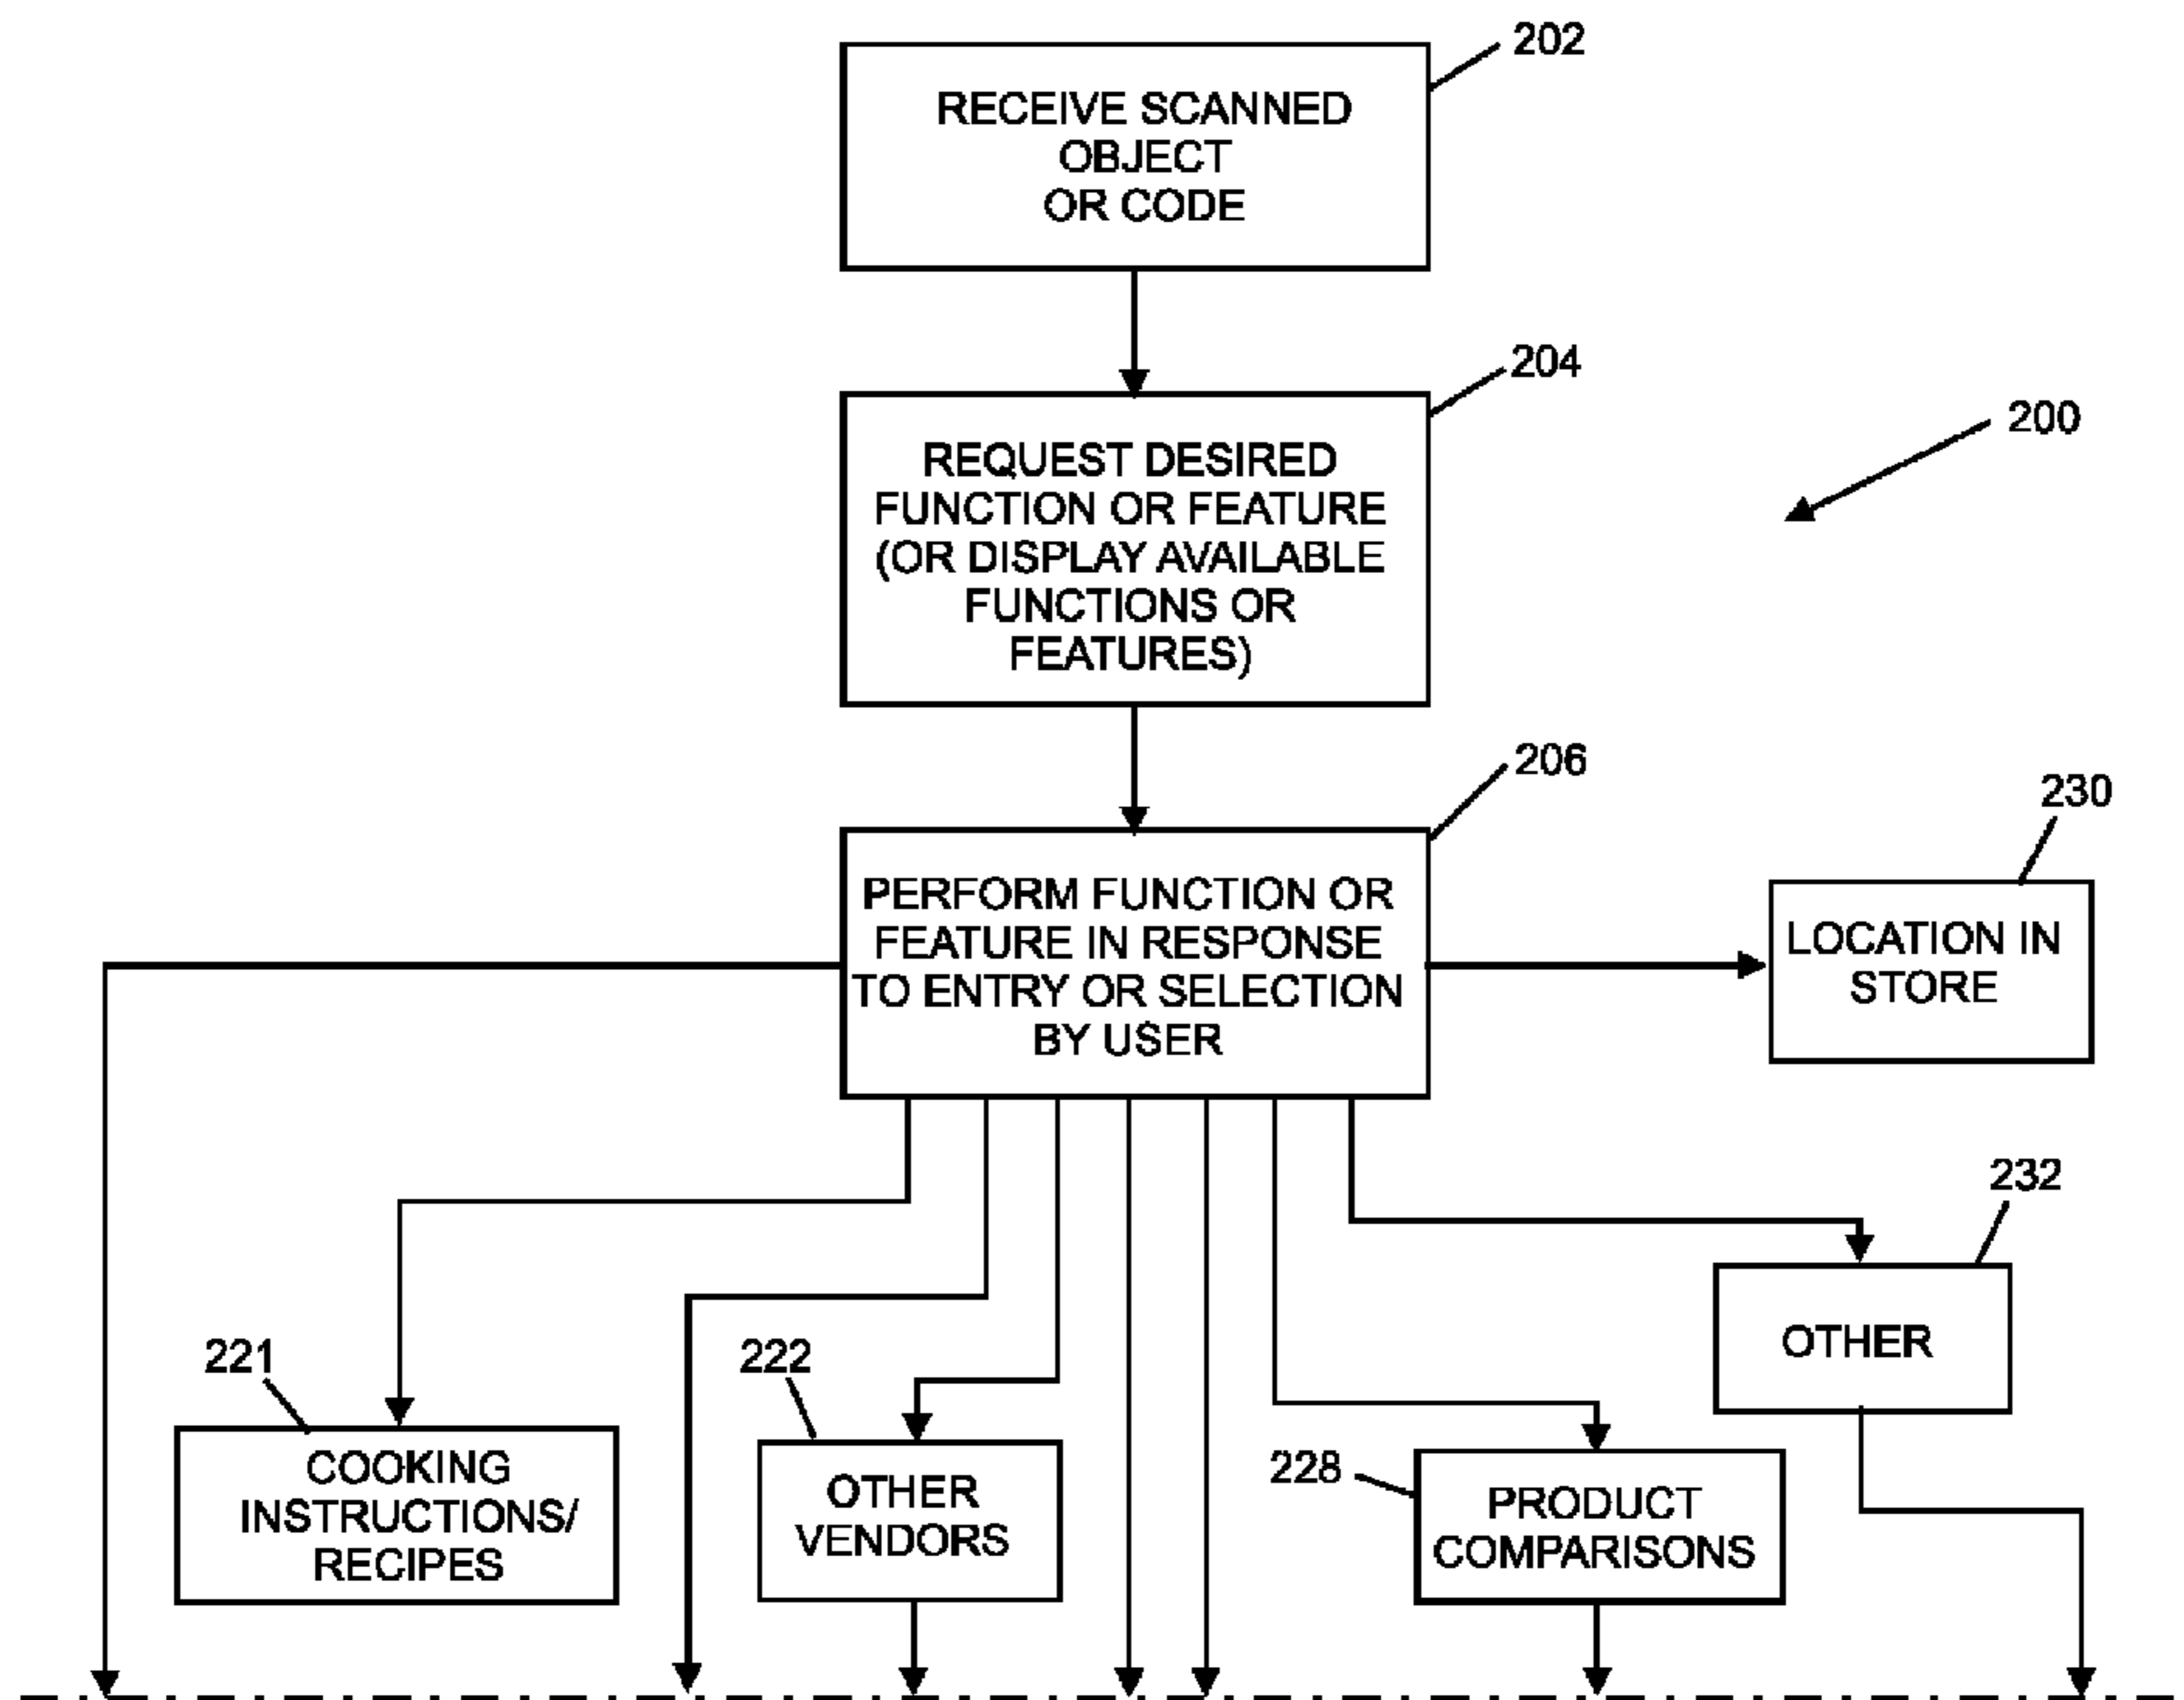 202
RECEIVE SCANNED
OBJECT
OR CODE
204
REQUEST DESIRED
FUNCTION OR FEATURE
(OR DISPLAY AVAILABLE
FUNCTIONS OR
FEATURES)
200
206
PERFORM FUNCTION OR
FEATURE IN RESPONSE
TO ENTRY OR SELECTION
BY USER
230
LOCATION IN
STORE
232
OTHER
221
COOKING
INSTRUCTIONS/
RECIPES
222
OTHER
VENDORS
228
PRODUCT
COMPARISONS